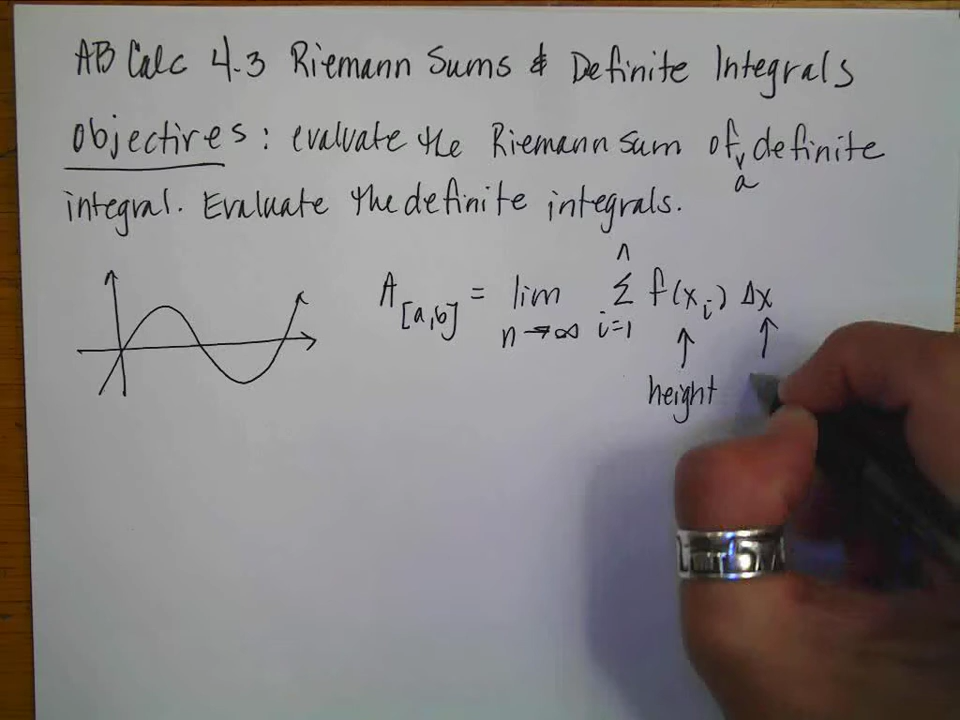 AB Calc 4.3 Riemann Sums & Definite Integrals
Objectives: evaluate the Riemann Sum of a definite
integral. Evaluate the definite integrals.
A[a,b] = lim n→∞ n Σ i=1 f(xᵢ) Δx
↑ ↑
height